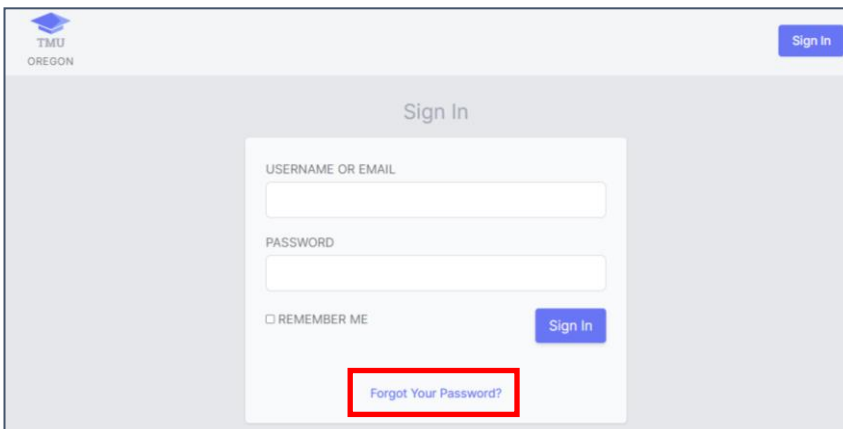 TMU
OREGON
Sign In
Sign In
USERNAME OR EMAIL
PASSWORD
REMEMBER ME
Sign In
Forgot Your Password?